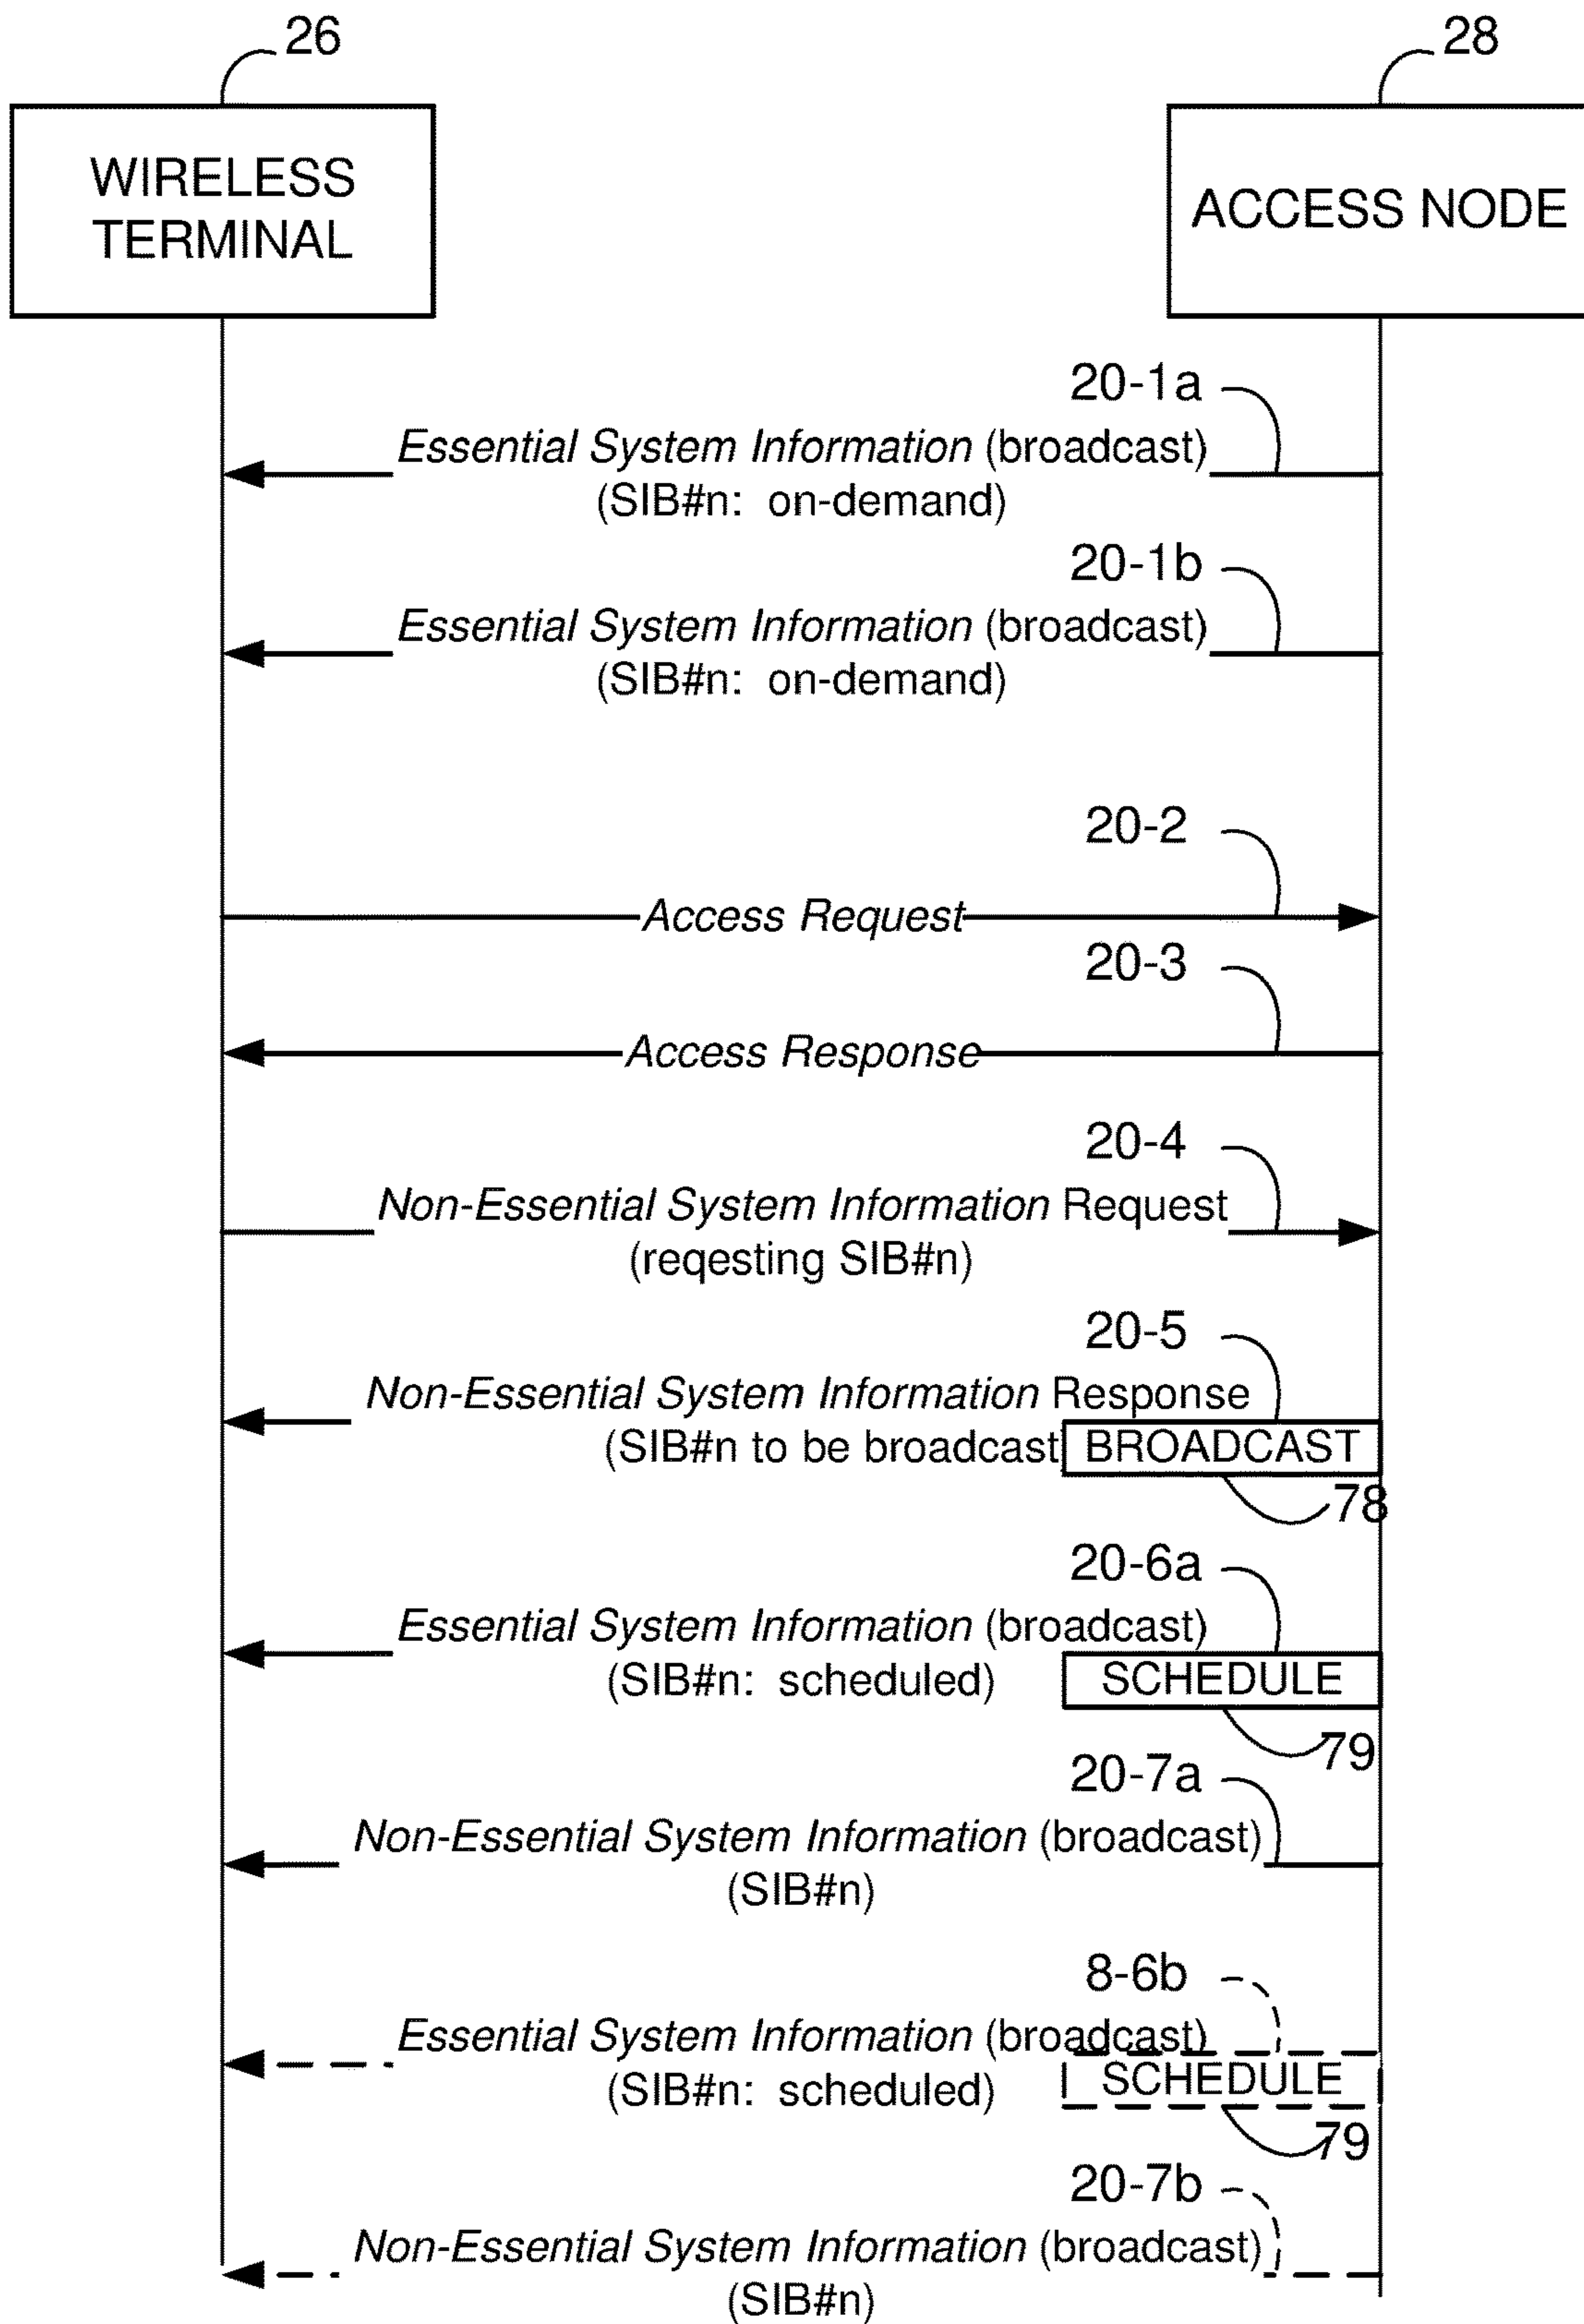 26
28
WIRELESS
TERMINAL
ACCESS NODE
20-1a
Essential System Information (broadcast)
(SIB#n: on-demand)
20-1b
Essential System Information (broadcast)
(SIB#n: on-demand)
20-2
Access Request
20-3
Access Response
20-4
Non-Essential System Information Request
(reqesting SIB#n)
20-5
Non-Essential System Information Response
(SIB#n to be broadcast
BROADCAST
78
20-6a
Essential System Information (broadcast)
(SIB#n: scheduled)
SCHEDULE
79
20-7a
Non-Essential System Information (broadcast)
(SIB#n)
8-6b
Essential System Information (broadcast)
(SIB#n: scheduled)
SCHEDULE
79
20-7b
Non-Essential System Information (broadcast)
(SIB#n)